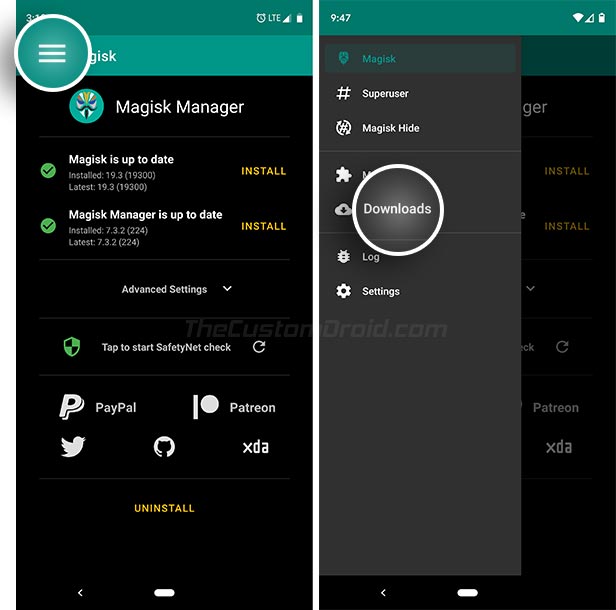 LTE
gisk
Magisk Manager
Magisk is up to date
Installed: 19.3 (19300)
Latest: 19.3 (19300)
INSTALL
Magisk Manager is up to date
Installed: 7.3.2 (224)
Latest: 7.3.2 (224)
INSTALL
Advanced Settings
Tap to start SafetyNet check
PayPal
Patreon
xda
UNINSTALL
9:47
Magisk
Superuser
Magisk Hide
Downloads
Log
Settings
ger
INSTALL
INSTALL
eck
Patreon
xda
TheCustomDroid.com